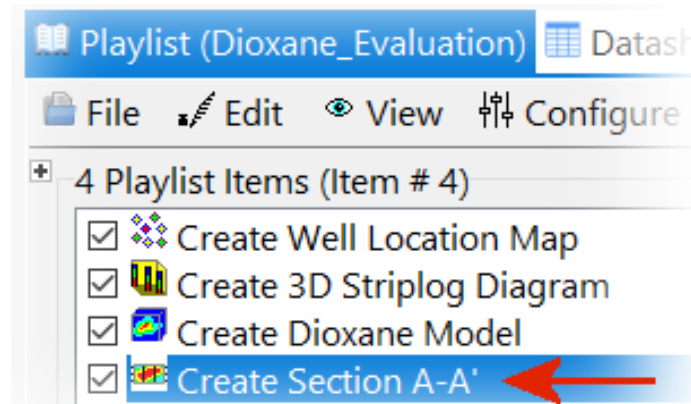 Playlist (Dioxane_Evaluation) Datash
File Edit View Configure
4 Playlist Items (Item # 4)
Create Well Location Map
Create 3D Striplog Diagram
Create Dioxane Model
Create Section A-A'